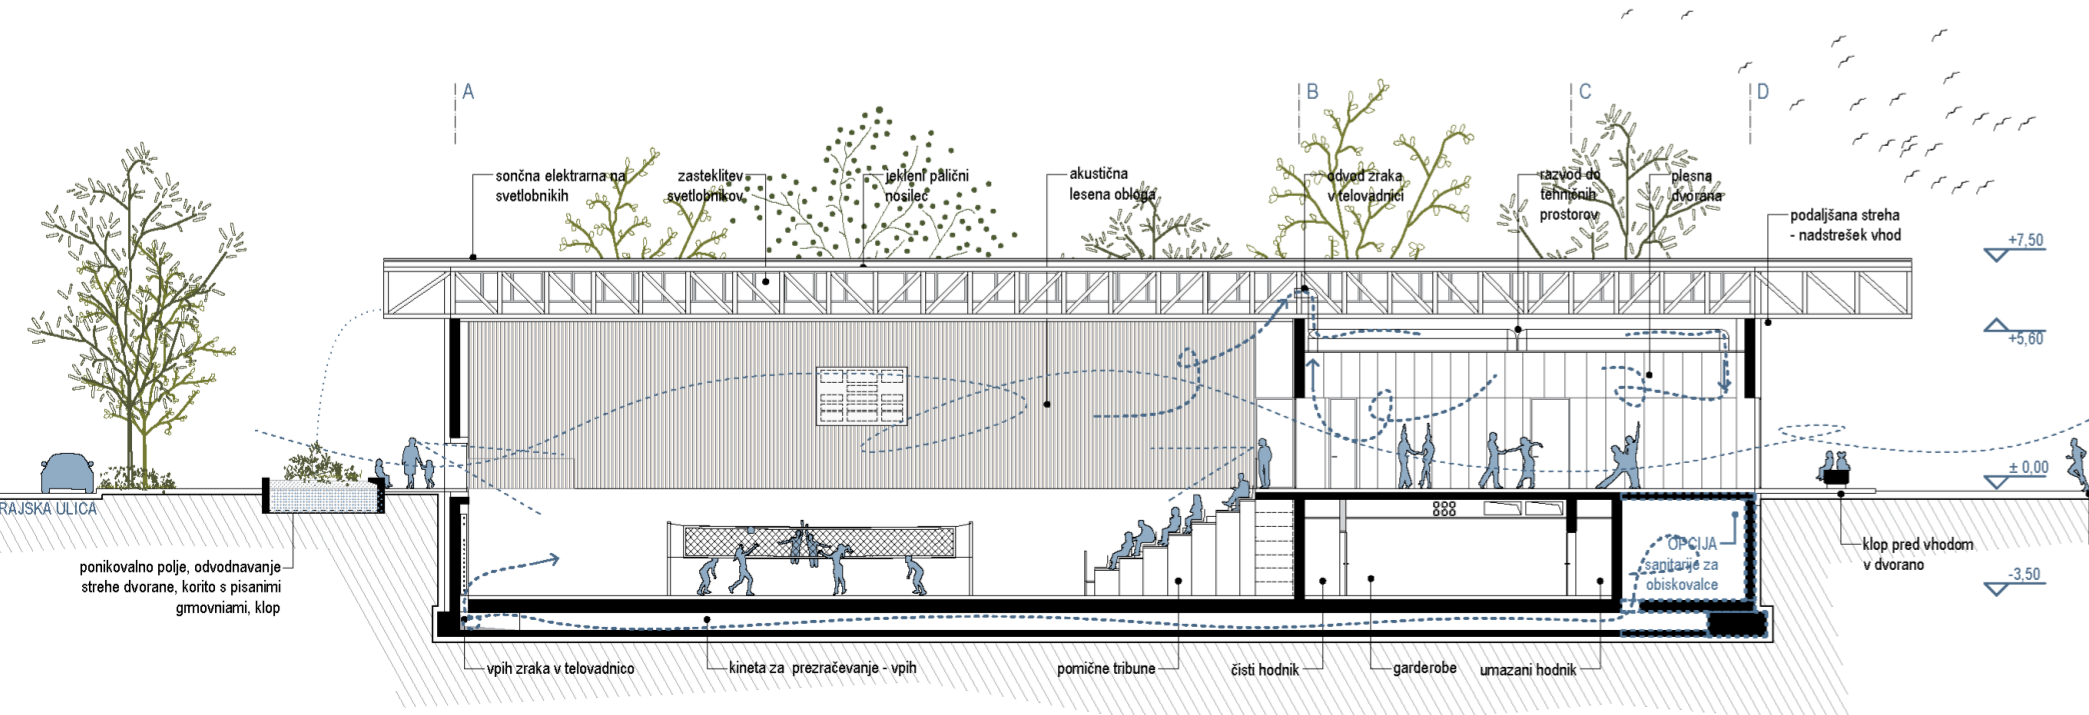 A
B
C
D
sončna elektrarna na
svetlobnikih
zasteklitev
svetlobnikov
jekleni palični
nosileč
akustična
lesena obloga
odvod zraka
v telovadnici
razvod do
tehničnih
prostorov
plesna
dvorana
podaljšana streha
- nadstrešek vhod
+7,50
+5,60
± 0,00
-3,50
RAJSKA ULICA
ponikovalno polje, odvodnavanje
strehe dvorane, korito s pisanimi
grmovniami, klop
OPCIJA
sanitarije za
obiskovalce
klop pred vhodom
v dvorano
vpih zraka v telovadnico
kineta za prezračevanje - vpih
pomične tribune
čisti hodnik
garderobe
umazani hodnik